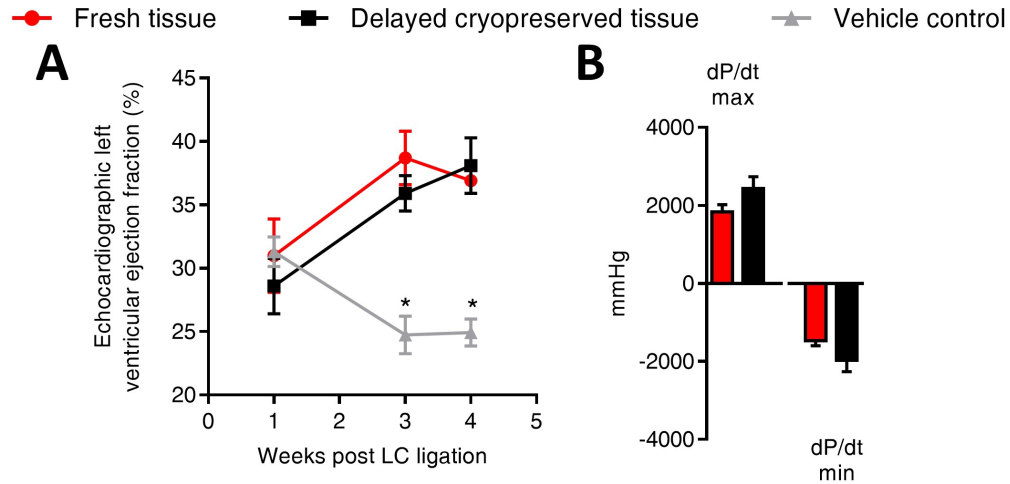 Fresh tissue
Delayed cryopreserved tissue
Vehicle control
A
Echocardiographic left
ventricular ejection fraction (%)
45
40
35
30
25
20
* *
0 1 2 3 4 5
Weeks post LC ligation
B
dP/dt
max
mmHg
4000
2000
0
-2000
-4000
dP/dt
min